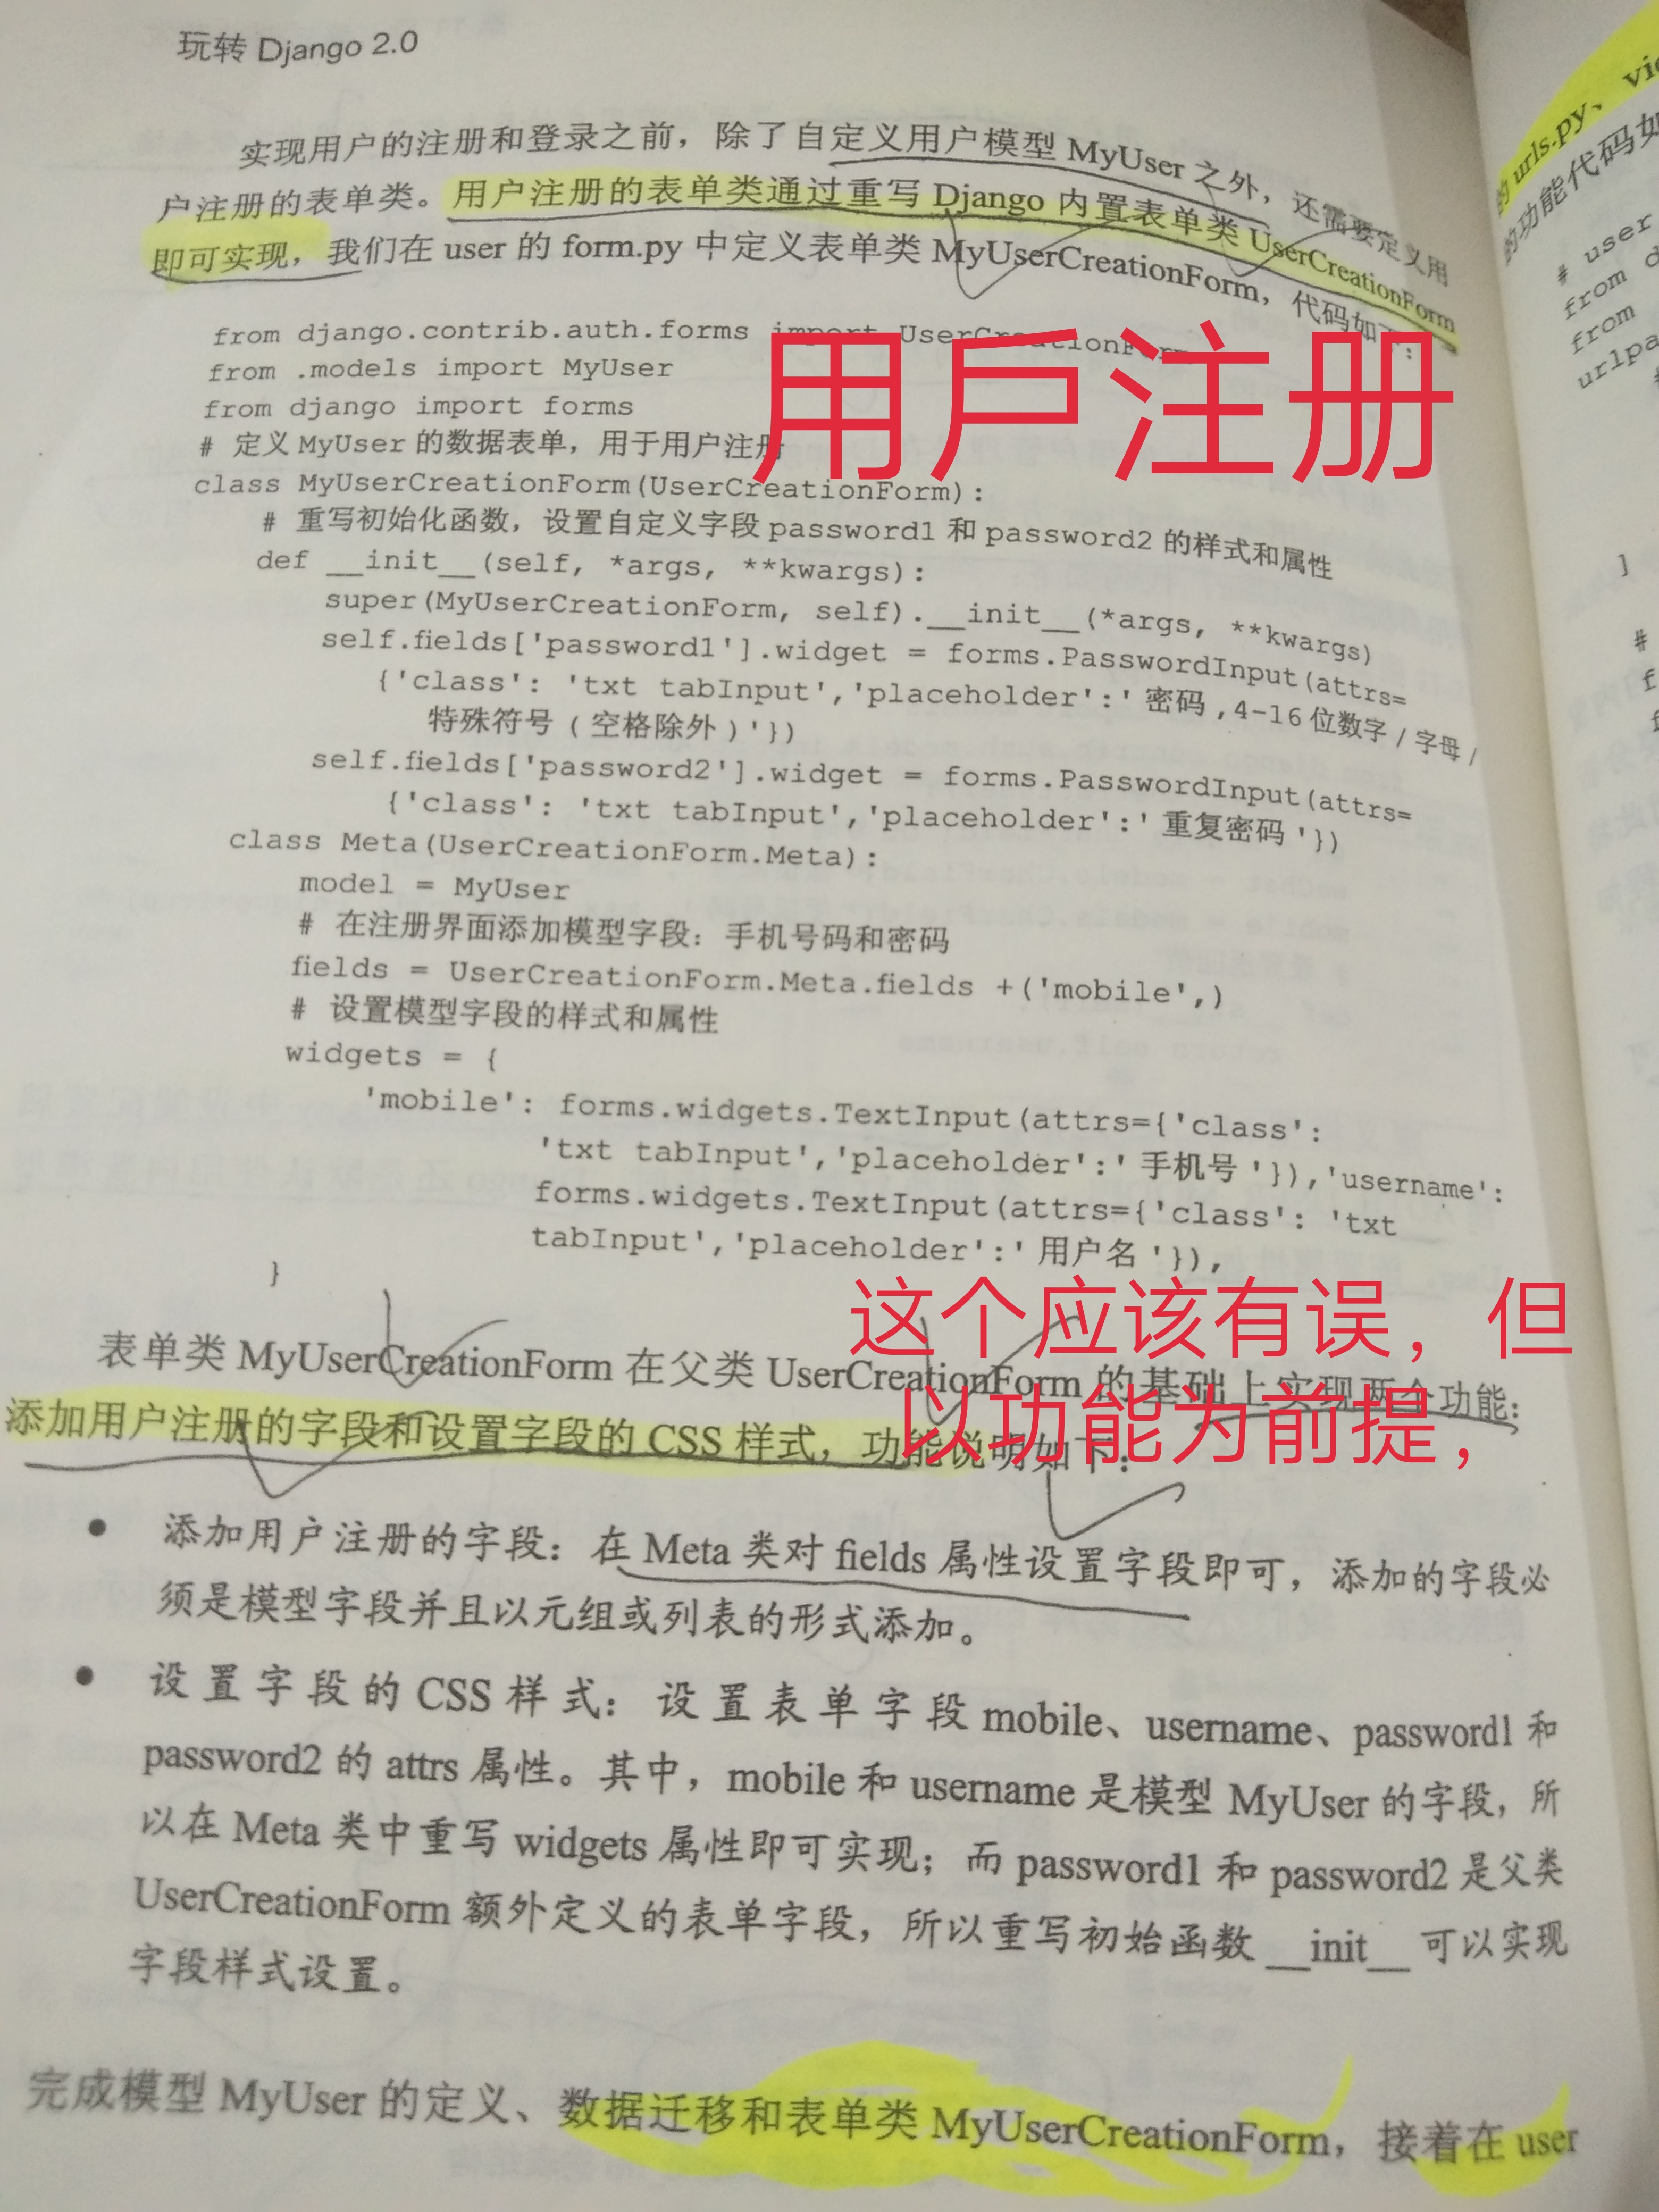 玩转 Django 2.0
实现用户的注册和登录之前，除了自定义用户模型 MyUser 之外，还需要定义用
户注册的表单类。用户注册的表单类通过重写 Django 内置表单类 UserCreationForm
即可实现，我们在 user 的 form.py 中定义表单类 MyUserCreationForm，代码如下：
from django.contrib.auth.forms import UserCreationForm
from .models import MyUser
from django import forms
用戶注册
# 定义 MyUser 的数据表单，用于用户注册
class MyUserCreationForm(UserCreationForm):
# 重写初始化函数，设置自定义字段 password1 和 password2 的样式和属性
def __init__(self, *args, **kwargs):
super(MyUserCreationForm, self).__init__(*args, **kwargs)
self.fields['password1'].widget = forms.PasswordInput(attrs=
{'class': 'txt tabInput','placeholder':'密码,4-16 位数字/字母/
特殊符号(空格除外)'})
self.fields['password2'].widget = forms.PasswordInput(attrs=
{'class': 'txt tabInput','placeholder':'重复密码'})
class Meta(UserCreationForm.Meta):
model = MyUser
# 在注册界面添加模型字段：手机号码和密码
fields = UserCreationForm.Meta.fields +('mobile',)
# 设置模型字段的样式和属性
widgets = {
'mobile': forms.widgets.TextInput(attrs={'class':
'txt tabInput','placeholder':'手机号'}),'username':
forms.widgets.TextInput(attrs={'class': 'txt
tabInput','placeholder':'用户名'}),
}
这个应该有误，但
以功能为前提，
表单类 MyUserCreationForm 在父类 UserCreationForm 的基础上实现两个功能：
添加用户注册的字段和设置字段的 CSS 样式，功能说明如下：
● 添加用户注册的字段：在 Meta 类对 fields 属性设置字段即可，添加的字段必
须是模型字段并且以元组或列表的形式添加。
● 设置字段的 CSS 样式：设置表单字段 mobile、username、password1 和
password2 的 attrs 属性。其中，mobile 和 username 是模型 MyUser 的字段，所
以在 Meta 类中重写 widgets 属性即可实现；而 password1 和 password2 是父类
UserCreationForm 额外定义的表单字段，所以重写初始函数 __init__ 可以实现
字段样式设置。
完成模型 MyUser 的定义、数据迁移和表单类 MyUserCreationForm，接着在 user
的 urls.py、
的功能代码如
# user
from
from
urlpa
]
#